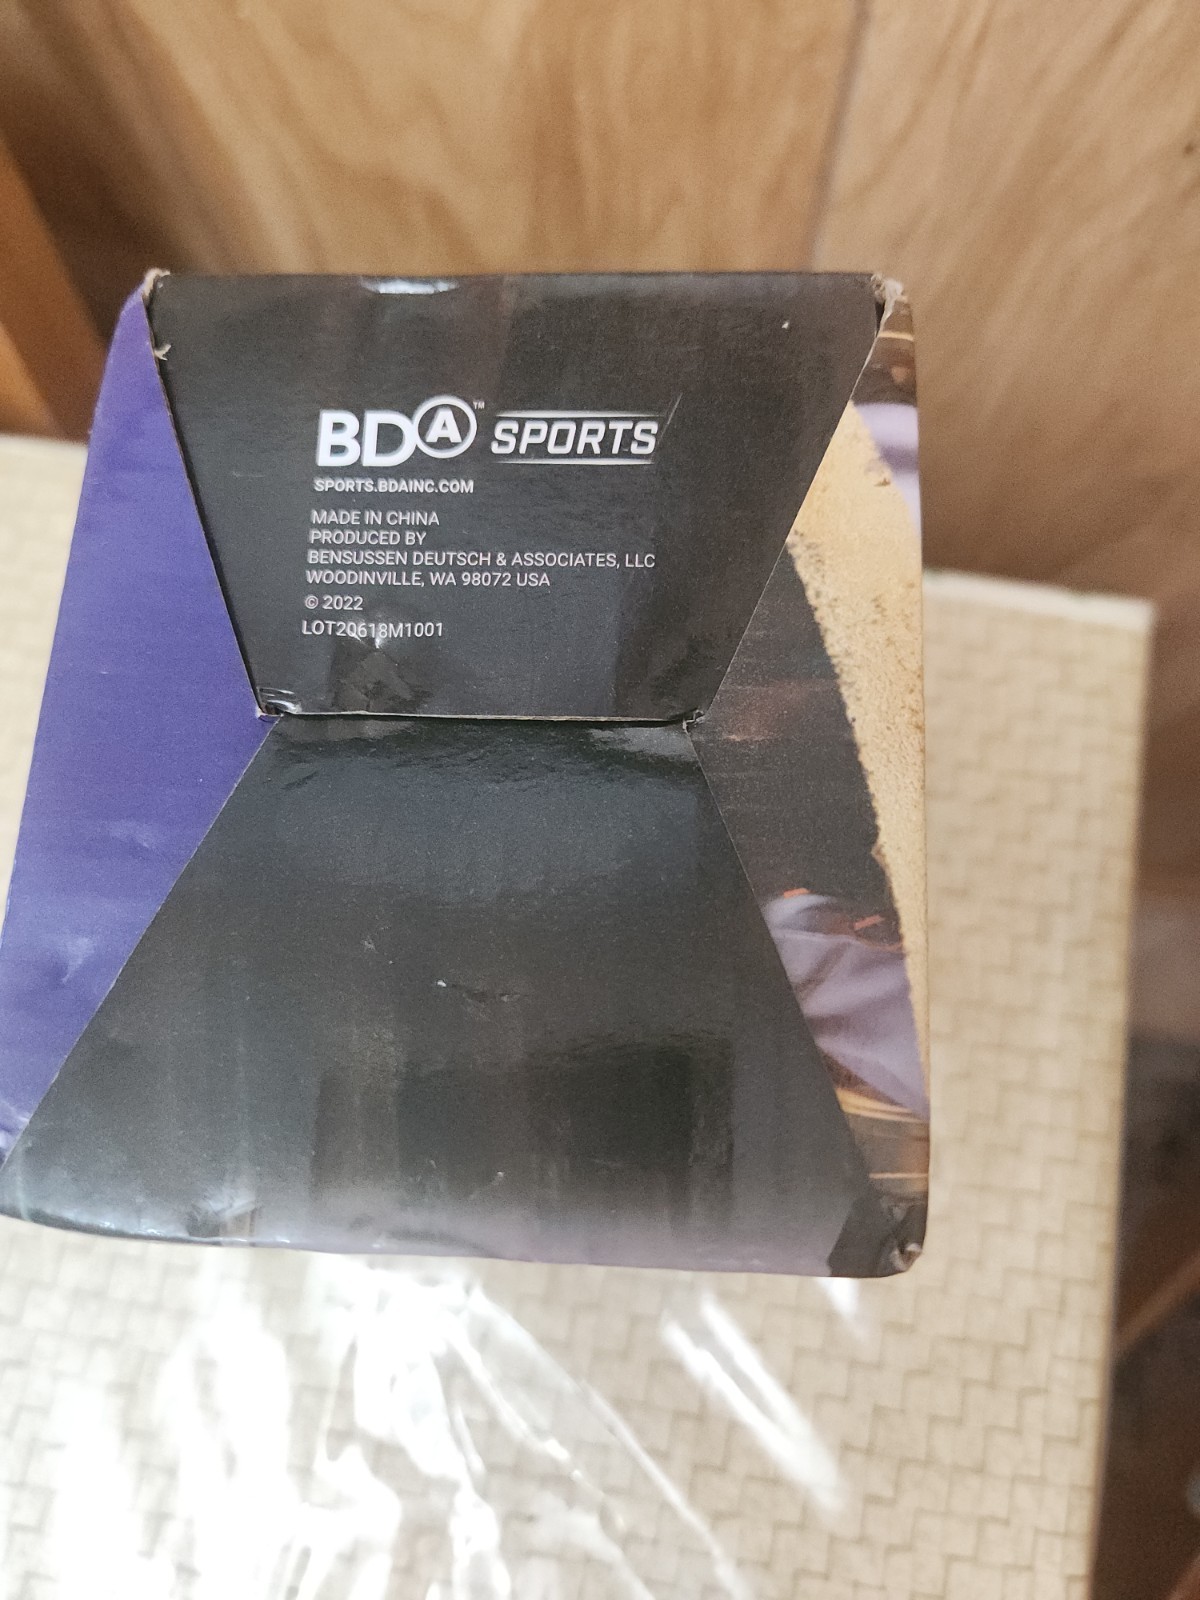 BDA™ SPORTS
SPORTS.BDAINC.COM
MADE IN CHINA
PRODUCED BY
BENSUSSEN DEUTSCH & ASSOCIATES, LLC
WOODINVILLE, WA 98072 USA
© 2022
LOT20618M1001